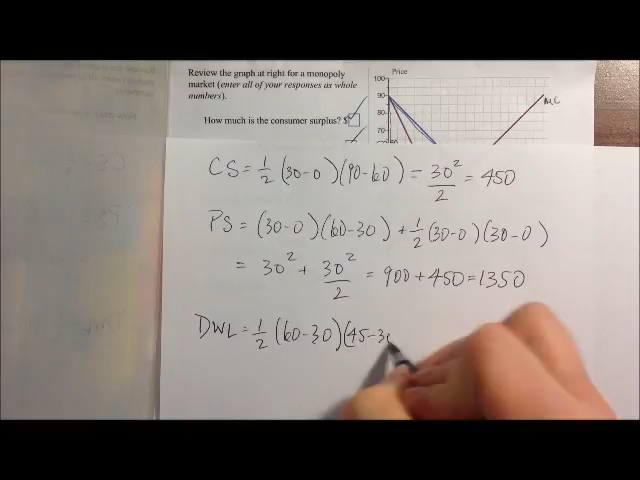 Review the graph at right for a monopoly
market (enter all of your responses as whole
numbers).
How much is the consumer surplus? $
Price
100
90
80
70
MC
CS = 1/2 (30-0)(90-60) = 30²/2 = 450
PS = (30-0)(60-30) + 1/2 (30-0)(30-0)
= 30² + 30²/2 = 900 + 450 = 1350
DWL = 1/2 (60-30)(45-30